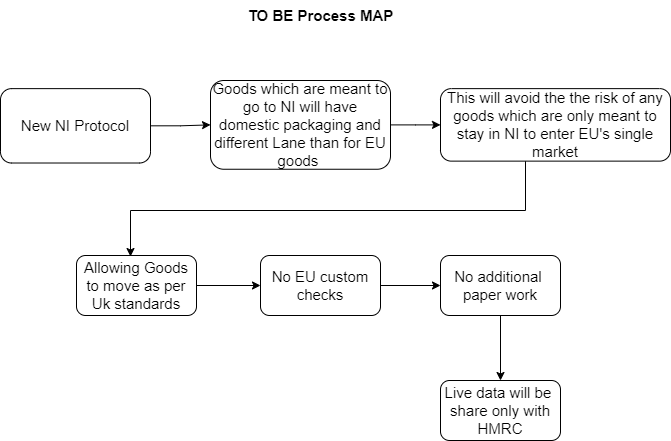 TO BE Process MAP
New NI Protocol
Goods which are meant to
go to NI will have
domestic packaging and
different Lane than for EU
goods
This will avoid the the risk of any
goods which are only meant to
stay in NI to enter EU's single
market
Allowing Goods
to move as per
Uk standards
No EU custom
checks
No additional
paper work
Live data will be
share only with
HMRC